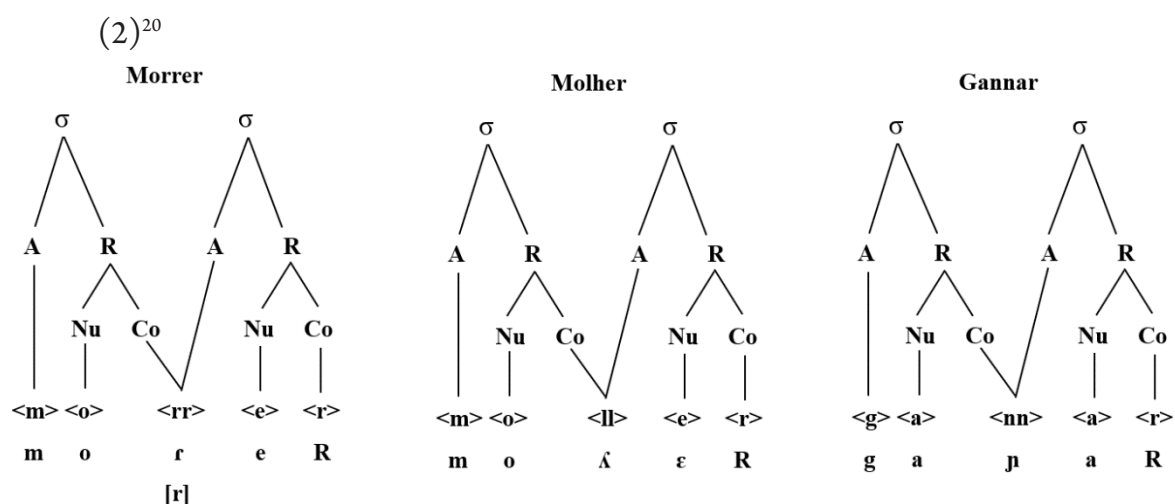 (2)²⁰
Morrer Molher Gannar
σ σ σ σ σ σ
A R A R A R A R A R A R
Nu Co Nu Co Nu Co Nu Co Nu Co Nu Co
<m> <o> <rr> <e> <r> <m> <o> <ll> <e> <r> <g> <a> <nn> <a> <r>
m o ɾ e R m o ʎ ɛ R g a ɲ a R
[r]